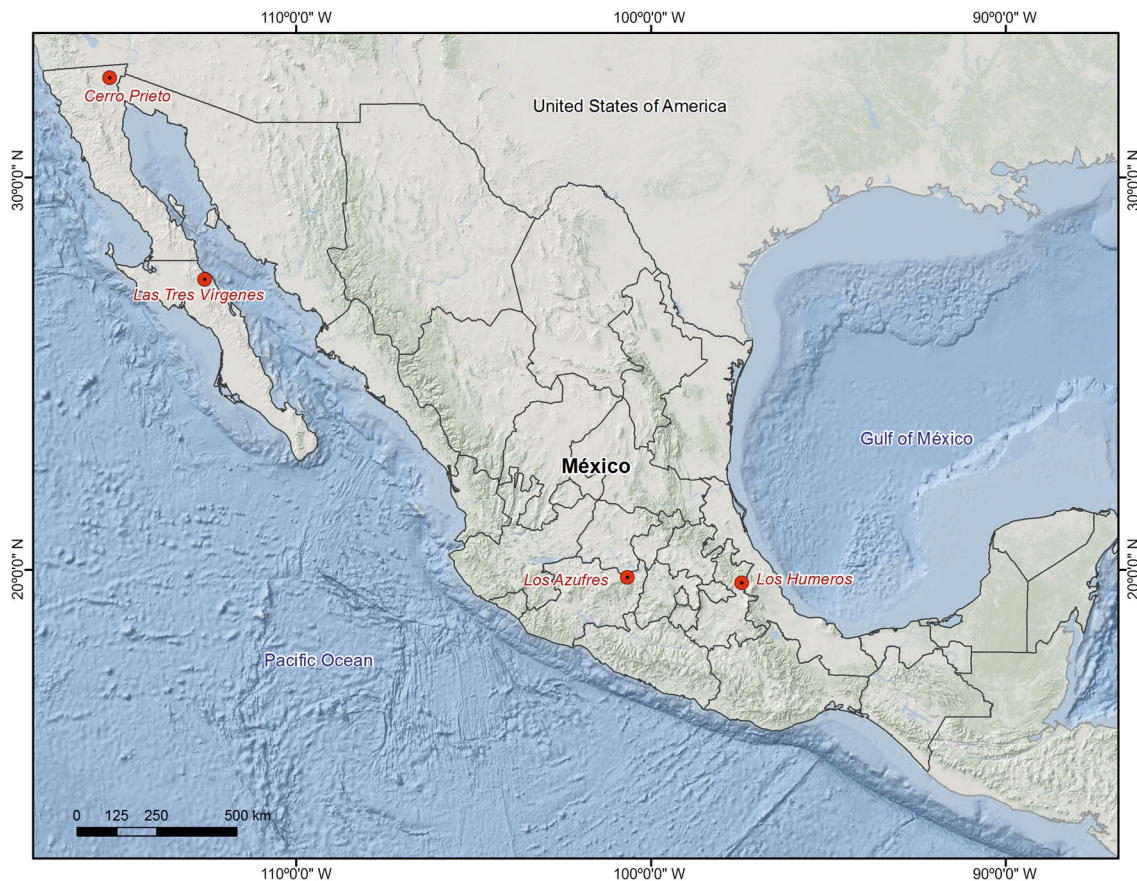 110°0'0" W
100°0'0" W
90°0'0" W
Cerro Prieto
United States of America
30°0'0" N
30°0'0" N
Las Tres Vírgenes
Gulf of México
México
20°0'0" N
Los Azufres
Los Humeros
20°0'0" N
Pacific Ocean
0 125 250 500 km
110°0'0" W
100°0'0" W
90°0'0" W